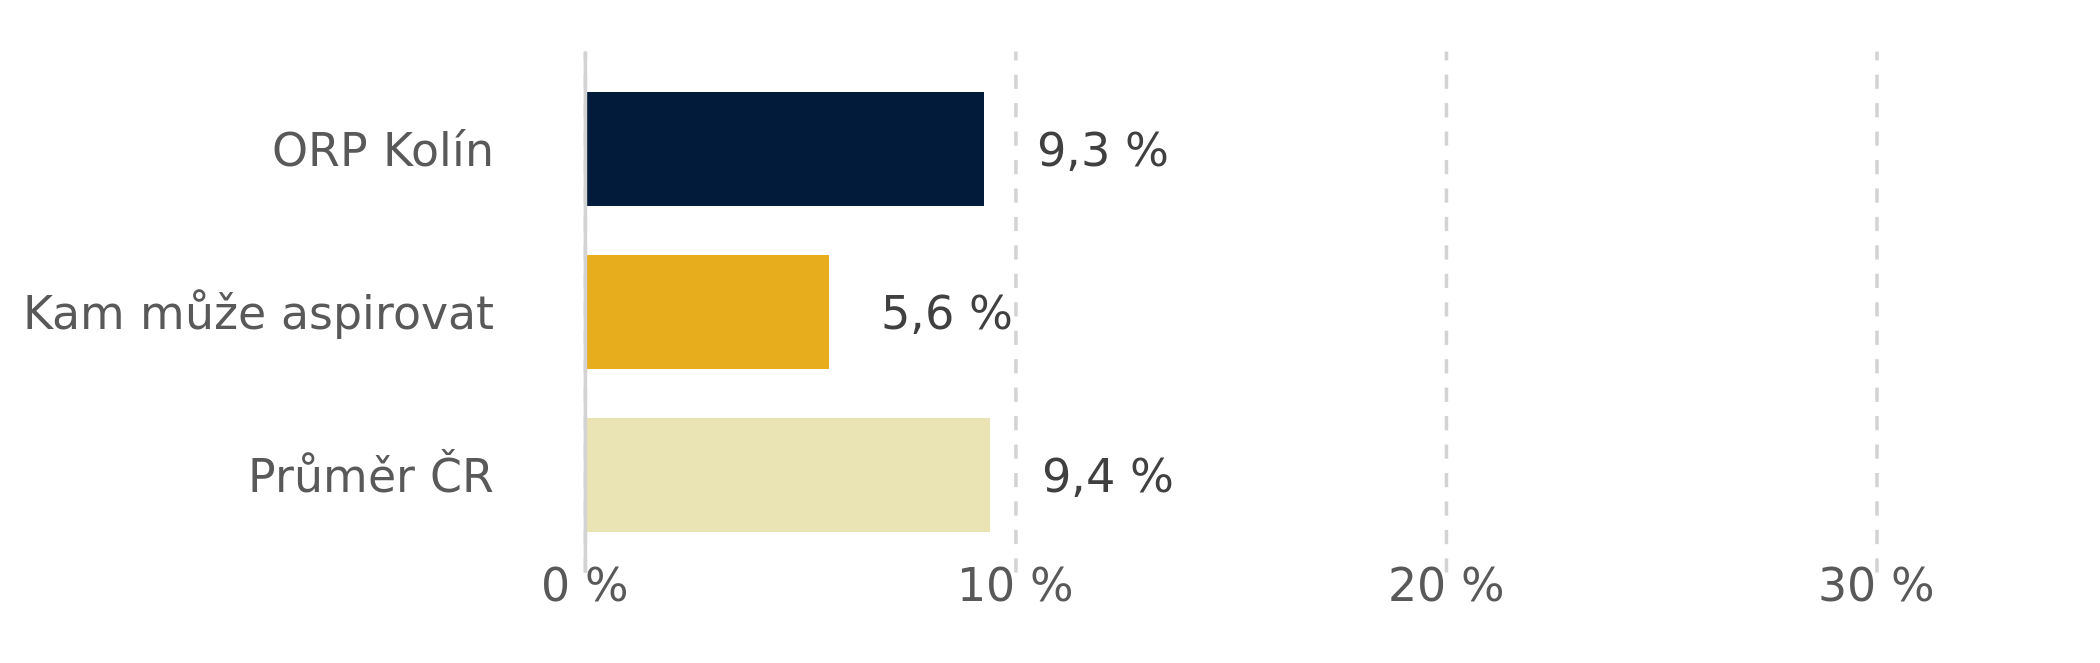 ORP Kolín 9,3 %
Kam může aspirovat 5,6 %
Průměr ČR 9,4 %
0 % 10 % 20 % 30 %